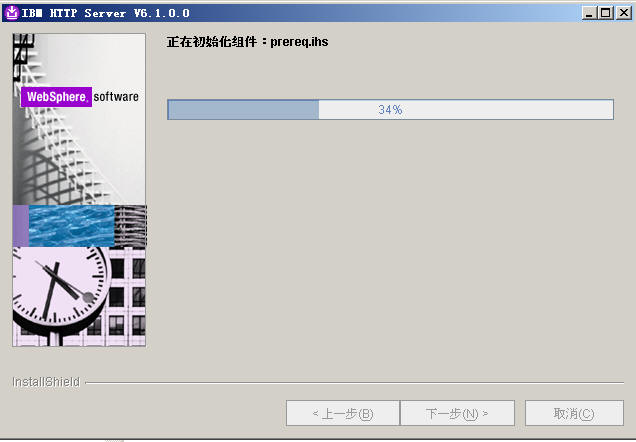 IBM HTTP Server V6.1.0.0
正在初始化组件：prereq.ihs
WebSphere. software
34%
InstallShield
< 上一步(B)
下一步(N) >
取消(C)